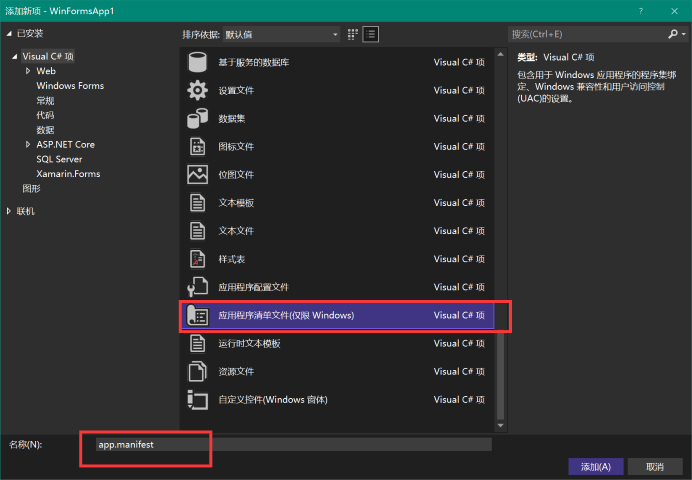 添加新项 - WinFormsApp1
? ×
已安装
排序依据: 默认值
搜索(Ctrl+E)
Visual C# 项
Web
Windows Forms
常规
代码
数据
ASP.NET Core
SQL Server
Xamarin.Forms
图形
联机
基于服务的数据库 Visual C# 项
设置文件 Visual C# 项
数据集 Visual C# 项
图标文件 Visual C# 项
位图文件 Visual C# 项
文本模板 Visual C# 项
文本文件 Visual C# 项
样式表 Visual C# 项
应用程序配置文件 Visual C# 项
应用程序清单文件(仅限 Windows) Visual C# 项
运行时文本模板 Visual C# 项
资源文件 Visual C# 项
自定义控件(Windows 窗体) Visual C# 项
类型: Visual C# 项
包含用于 Windows 应用程序的程序集绑
定、Windows 兼容性和用户访问控制
(UAC)的设置。
名称(N): app.manifest
添加(A) 取消